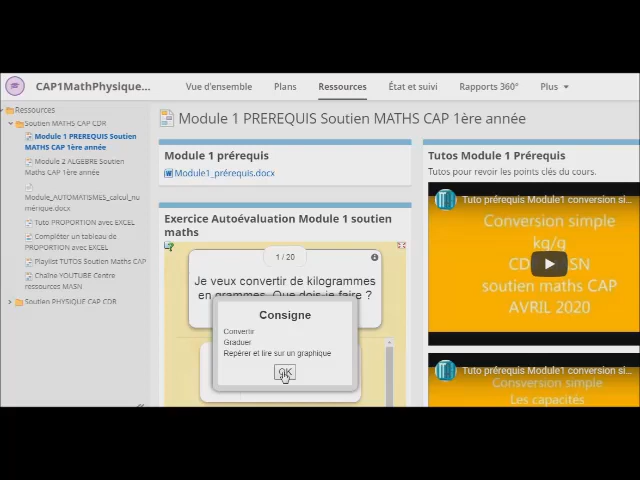 CAP1MathPhysique...
Vue d'ensemble
Plans
Ressources
État et suivi
Rapports 360°
Plus
Ressources
Soutien MATHS CAP CDR
Module 1 PREREQUIS Soutien
MATHS CAP 1ère année
Module 2 ALGEBRE Soutien
Maths CAP 1ère année
Module_AUTOMATISMES_calcul_nu
mérique.docx
Tuto PROPORTION avec EXCEL
Compléter un tableau de
PROPORTION avec EXCEL
Playlist TUTOS Soutien Maths CAP
Chaîne YOUTUBE Centre
ressources MASN
Soutien PHYSIQUE CAP CDR
Module 1 PREREQUIS Soutien MATHS CAP 1ère année
Module 1 prérequis
Module1_prérequis.docx
Exercice Autoévaluation Module 1 soutien
maths
1 / 20
Je veux convertir de kilogrammes
en grammes. Que dois-je faire ?
Consigne
Convertir
Graduer
Repérer et lire sur un graphique
OK
Tutos Module 1 Prérequis
Tutos pour revoir les points clés du cours.
Tuto prérequis Module1 conversion si...
Conversion simple
kg/g
soutien maths CAP
AVRIL 2020
Tuto prérequis Module1 conversion si...
Conversion simple
Les capacités